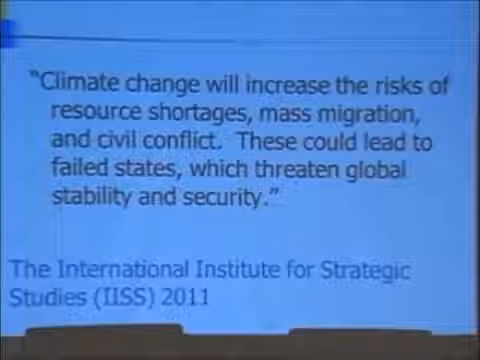 “Climate change will increase the risks of
resource shortages, mass migration,
and civil conflict.  These could lead to
failed states, which threaten global
stability and security.”
The International Institute for Strategic
Studies (IISS) 2011